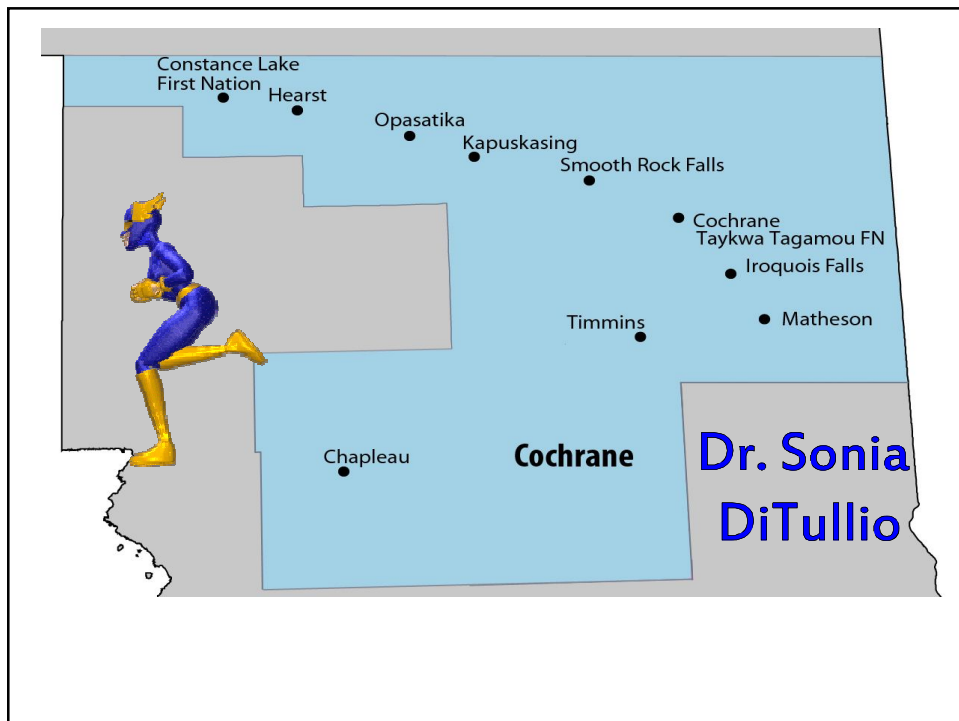 Constance Lake
First Nation
Hearst
Opasatika
Kapuskasing
Smooth Rock Falls
Cochrane
Taykwa Tagamou FN
Iroquois Falls
Timmins
Matheson
Chapleau
Cochrane
Dr. Sonia
DiTullio